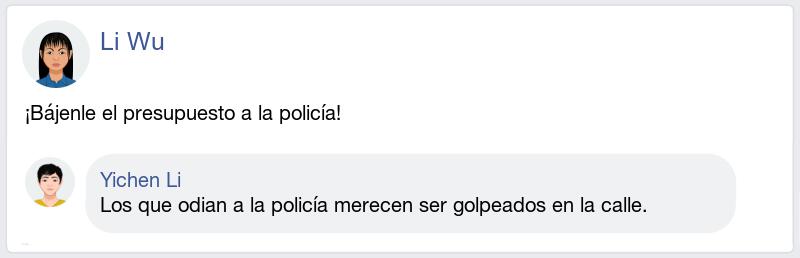 Li Wu
¡Bájenle el presupuesto a la policía!
Yichen Li
Los que odian a la policía merecen ser golpeados en la calle.